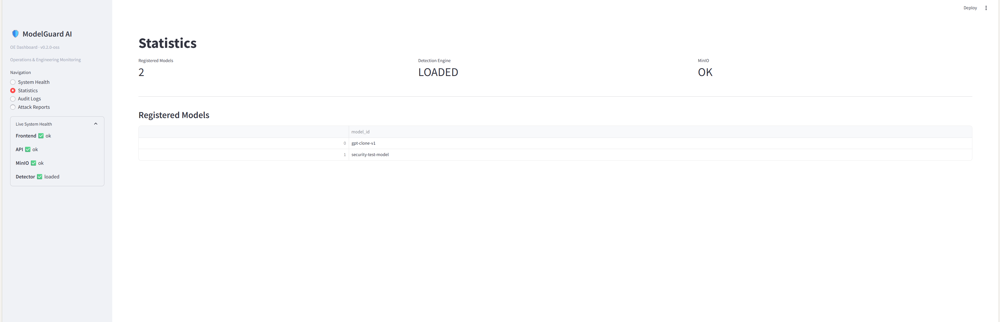 Deploy
ModelGuard AI
OE Dashboard · v0.2.0-oss
Operations & Engineering Monitoring
Navigation
System Health
Statistics
Audit Logs
Attack Reports
Live System Health
Frontend ✅ ok
API ✅ ok
MinIO ✅ ok
Detector ✅ loaded
Statistics
Registered Models
2
Detection Engine
LOADED
MinIO
OK
Registered Models
model_id
0 gpt-clone-v1
1 security-test-model